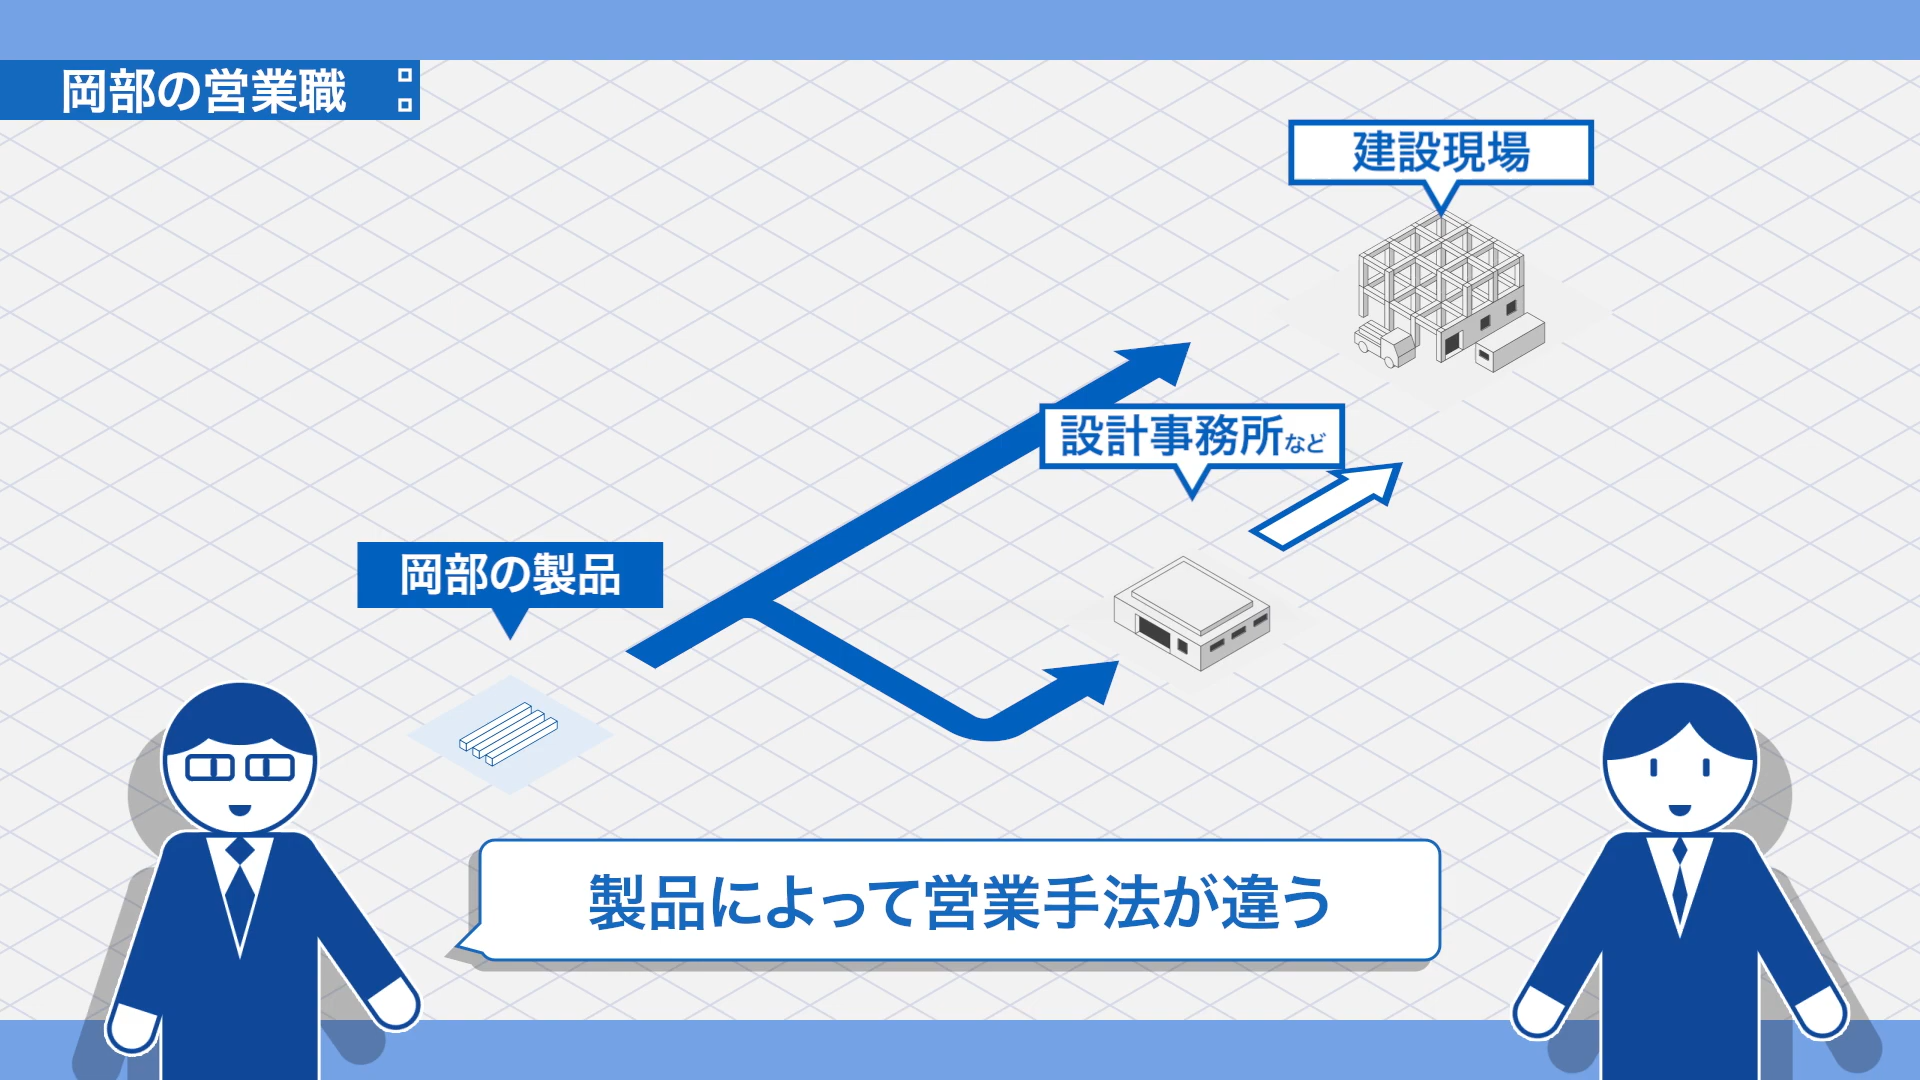 岡部の営業職
建設現場
設計事務所など
岡部の製品
製品によって営業手法が違う